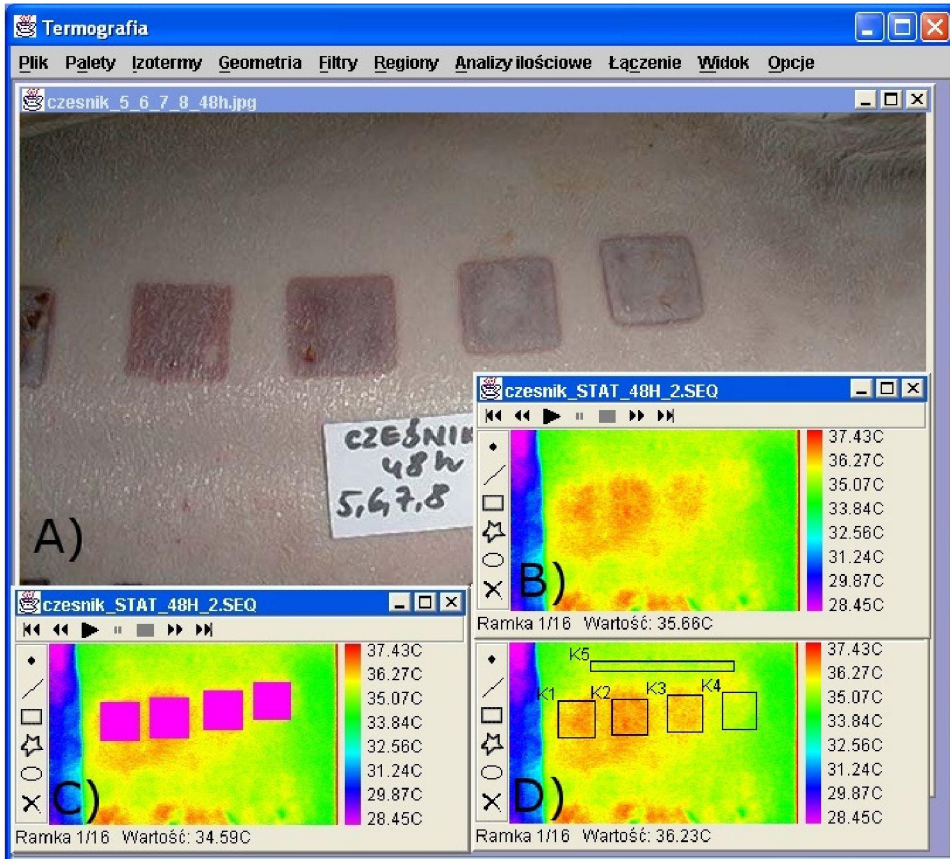 Termografia
Plik Palety Izotermy Geometria Filtry Regiony Analizy ilościowe Łączenie Widok Opcje
czesnik_5_6_7_8_48h.jpg
CZEŚNIK
48h
5,6,7,8
A)
czesnik_STAT_48H_2.SEQ
37.43C
36.27C
35.07C
33.84C
32.56C
31.24C
29.87C
28.45C
B)
Ramka 1/16 Wartość: 35.66C
czesnik_STAT_48H_2.SEQ
37.43C
36.27C
35.07C
33.84C
32.56C
31.24C
29.87C
28.45C
C)
Ramka 1/16 Wartość: 34.59C
K5
K1 K2 K3 K4
37.43C
36.27C
35.07C
33.84C
32.56C
31.24C
29.87C
28.45C
D)
Ramka 1/16 Wartość: 36.23C